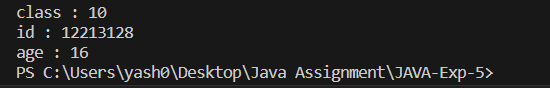 class : 10
id : 12213128
age : 16
PS C:\Users\yash0\Desktop\Java Assignment\JAVA-Exp-5>